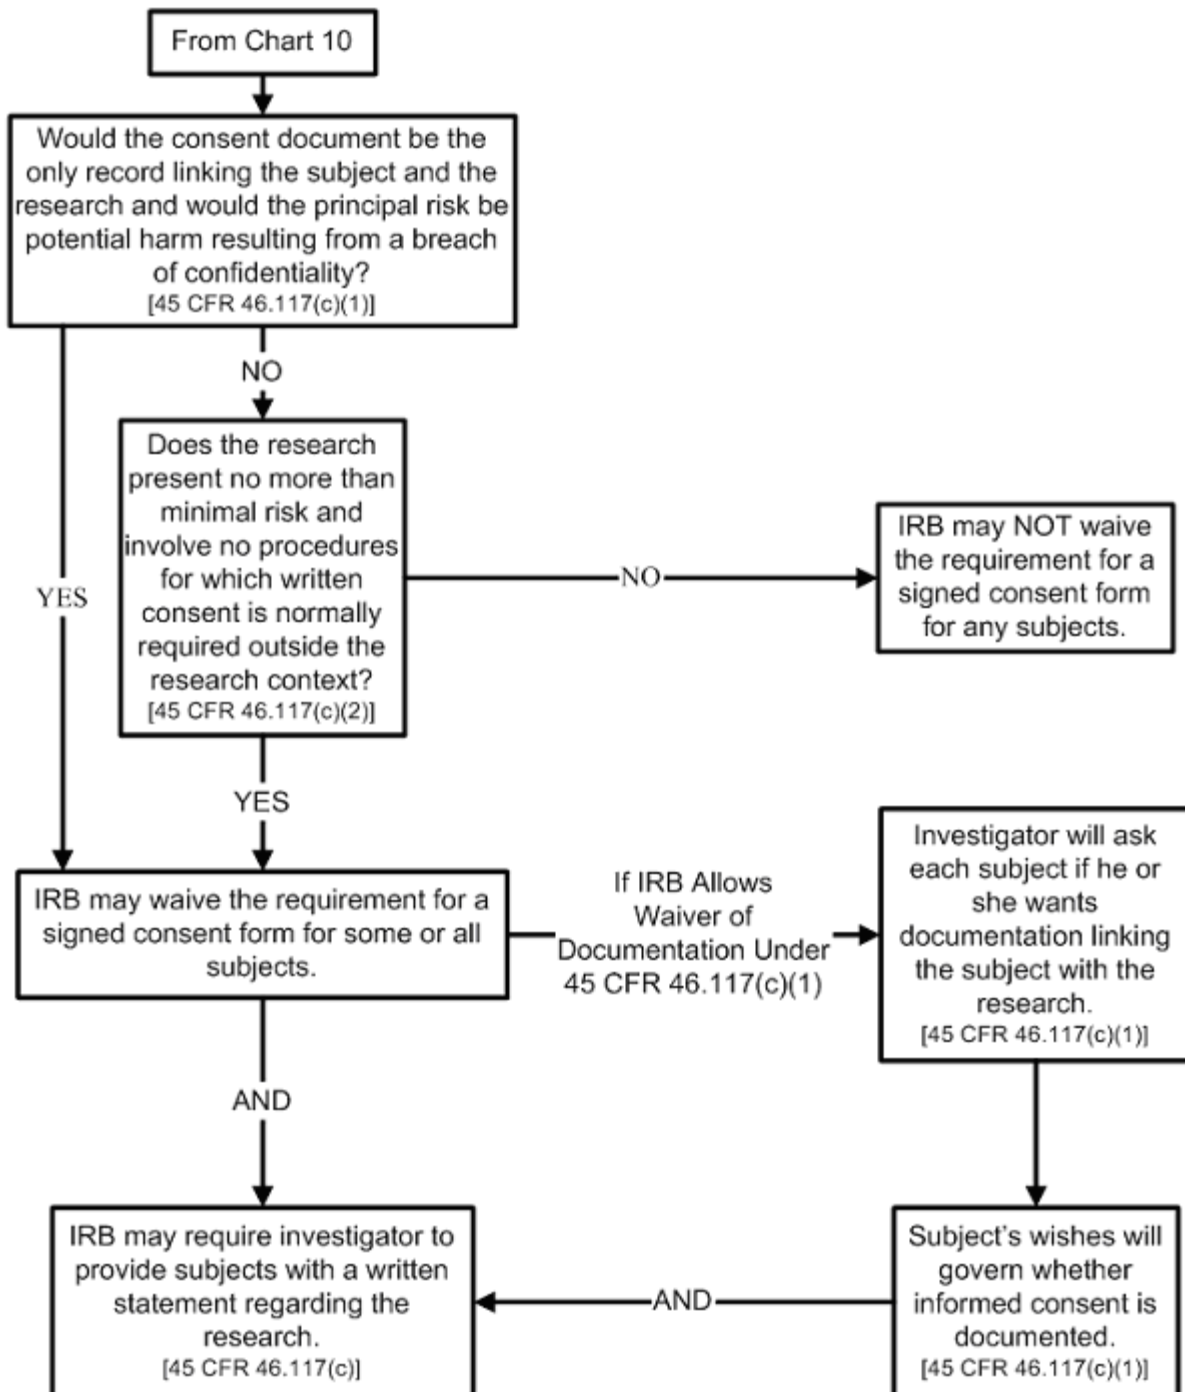 From Chart 10
Would the consent document be the
only record linking the subject and the
research and would the principal risk be
potential harm resulting from a breach
of confidentiality?
[45 CFR 46.117(c)(1)]
NO
YES
Does the research
present no more than
minimal risk and
involve no procedures
for which written
consent is normally
required outside the
research context?
[45 CFR 46.117(c)(2)]
NO
IRB may NOT waive
the requirement for a
signed consent form
for any subjects.
YES
IRB may waive the requirement for a
signed consent form for some or all
subjects.
If IRB Allows
Waiver of
Documentation Under
45 CFR 46.117(c)(1)
Investigator will ask
each subject if he or
she wants
documentation linking
the subject with the
research.
[45 CFR 46.117(c)(1)]
AND
IRB may require investigator to
provide subjects with a written
statement regarding the
research.
[45 CFR 46.117(c)]
AND
Subject's wishes will
govern whether
informed consent is
documented.
[45 CFR 46.117(c)(1)]